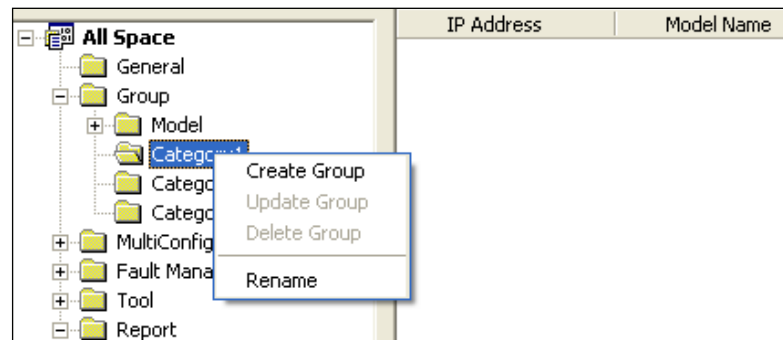 All Space
IP Address Model Name
General
Group
Model
Create Group
Update Group
Delete Group
Rename
MultiConfig
Tool
Report
Fault Mana